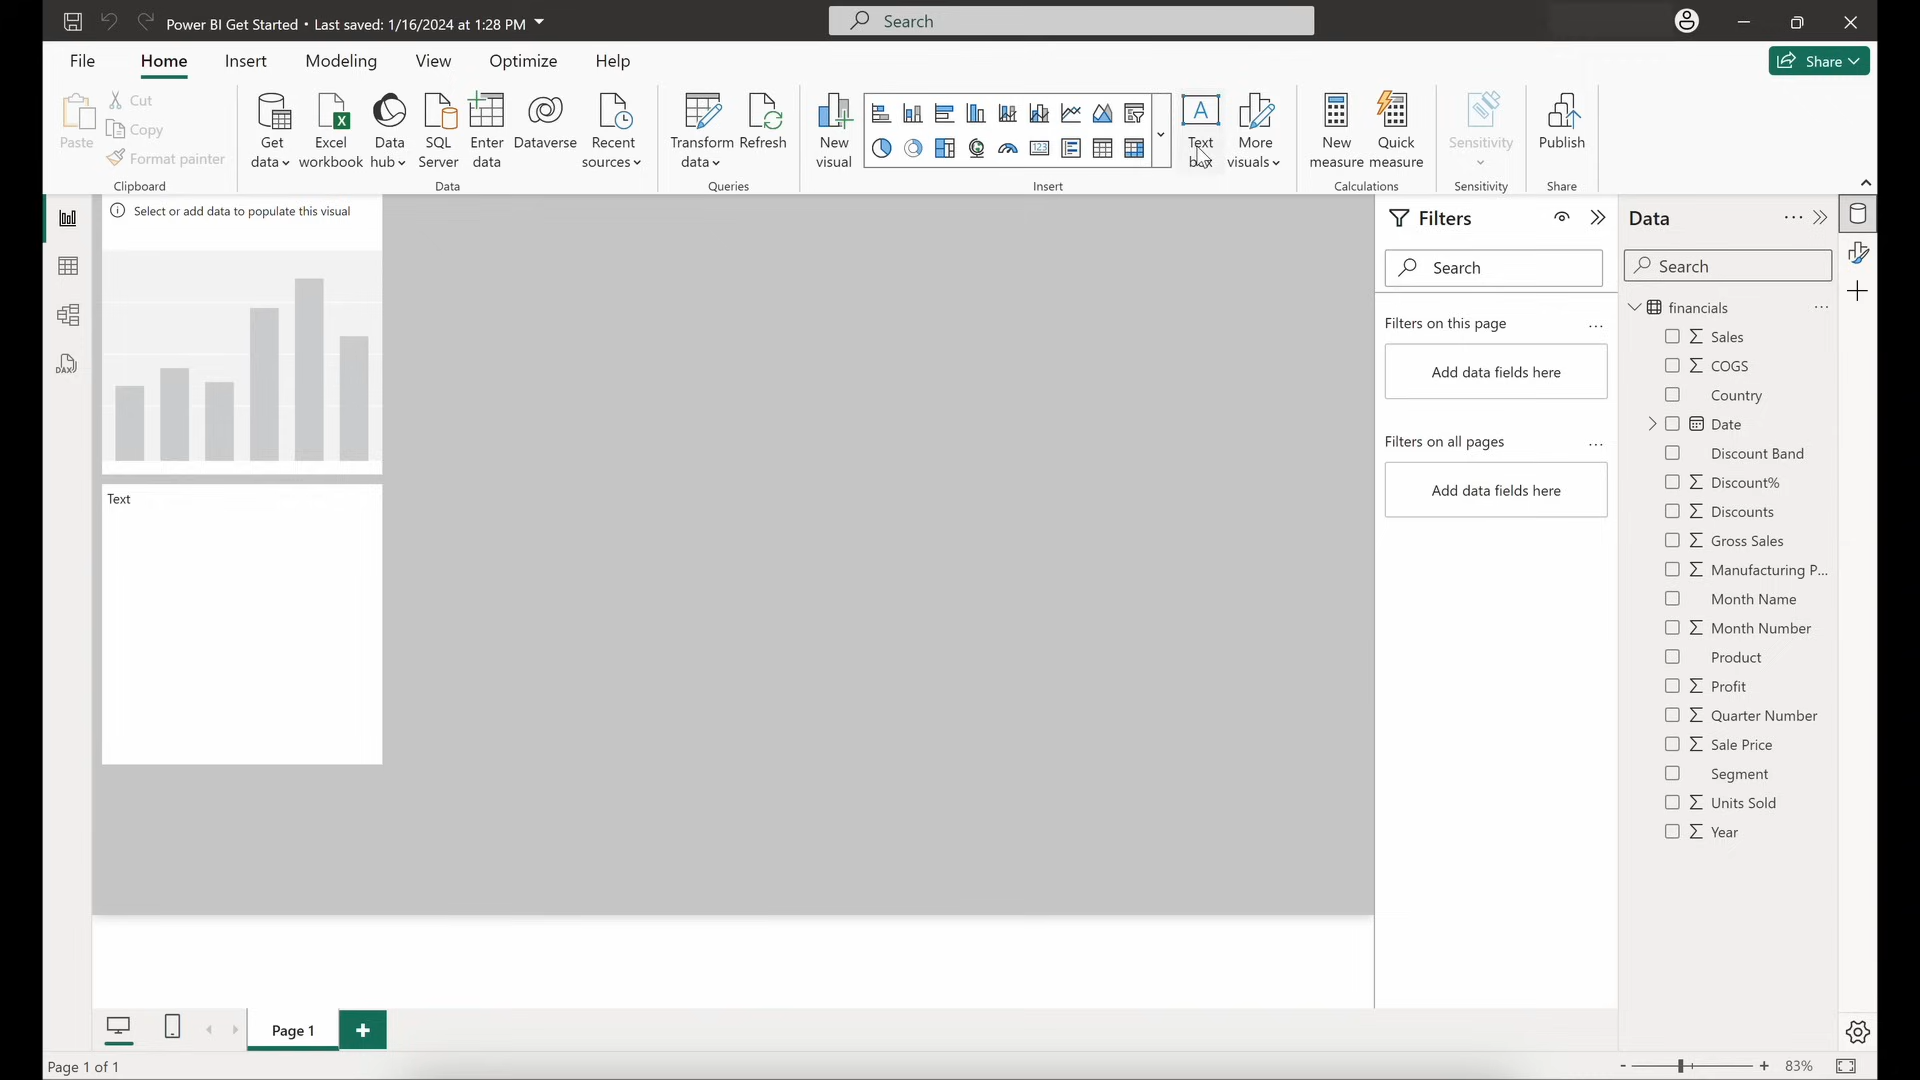 Power BI Get Started • Last saved: 1/16/2024 at 1:28 PM
Search
File Home Insert Modeling View Optimize Help
Share
Paste
Cut
Copy
Format painter
Clipboard
Get data
Excel workbook
Data hub
SQL Server
Enter data
Dataverse
Recent sources
Data
Transform data
Refresh
Queries
New visual
123
A
Text box
More visuals
Insert
New measure
Quick measure
Calculations
Sensitivity
Sensitivity
Publish
Share
DAX
Select or add data to populate this visual
Text
Filters
Search
Filters on this page ...
Add data fields here
Filters on all pages ...
Add data fields here
Data ...
Search
financials ...
Σ Sales
Σ COGS
Country
Date
Discount Band
Σ Discount%
Σ Discounts
Σ Gross Sales
Σ Manufacturing P...
Month Name
Σ Month Number
Product
Σ Profit
Σ Quarter Number
Σ Sale Price
Segment
Σ Units Sold
Σ Year
Page 1
+
Page 1 of 1
- + 83%